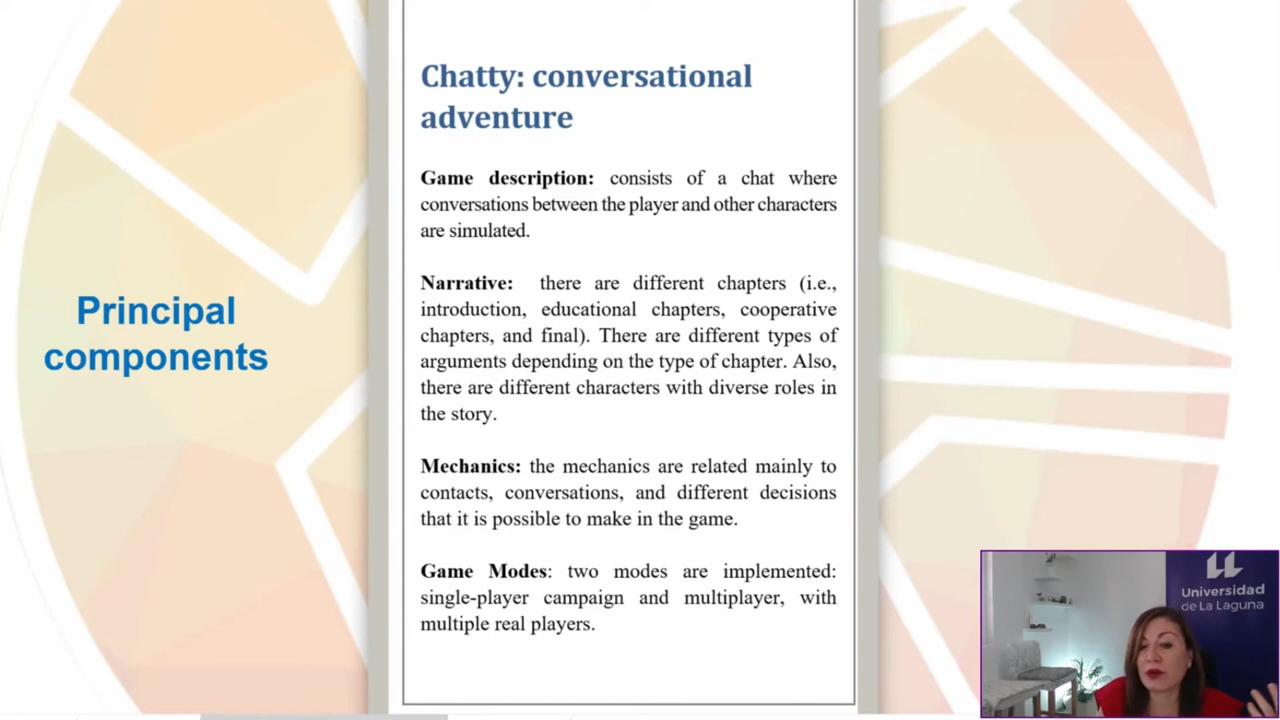 Chatty: conversational
adventure
Game description: consists of a chat where
conversations between the player and other characters
are simulated.
Narrative: there are different chapters (i.e.,
introduction, educational chapters, cooperative
chapters, and final). There are different types of
arguments depending on the type of chapter. Also,
there are different characters with diverse roles in
the story.
Mechanics: the mechanics are related mainly to
contacts, conversations, and different decisions
that it is possible to make in the game.
Game Modes: two modes are implemented:
single-player campaign and multiplayer, with
multiple real players.
Principal
components
Universidad
de La Laguna